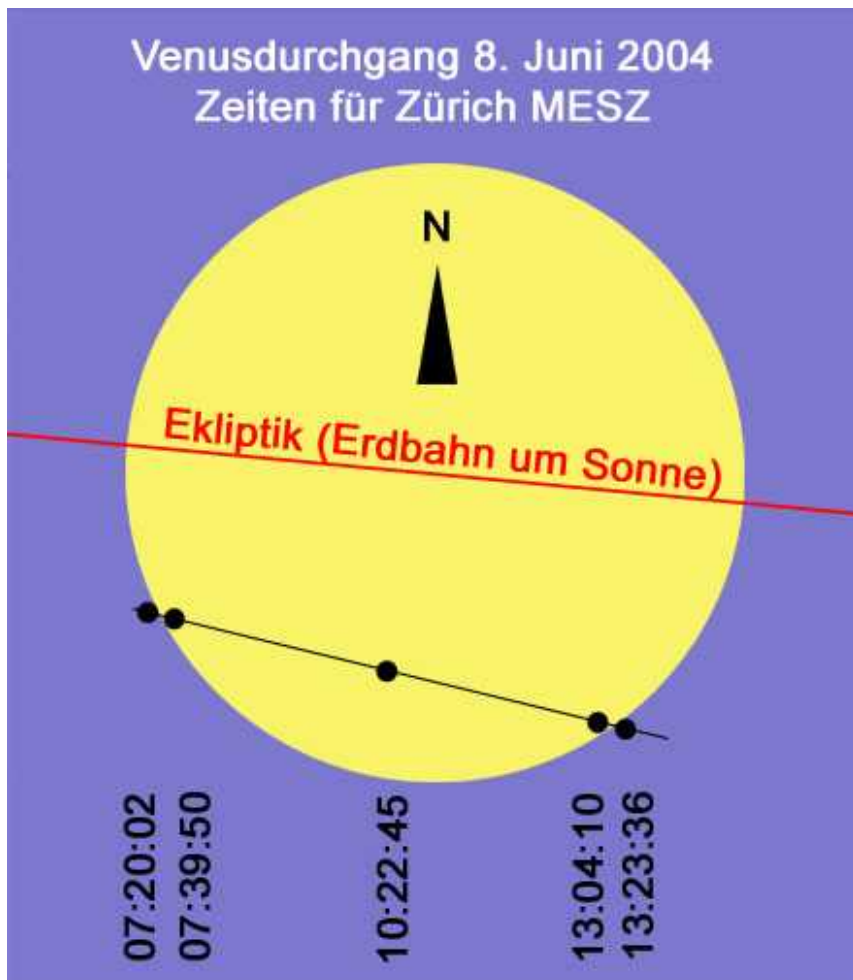 Venusdurchgang 8. Juni 2004
Zeiten für Zürich MESZ
N
Ekliptik (Erdbahn um Sonne)
07:20:02
07:39:50
10:22:45
13:04:10
13:23:36